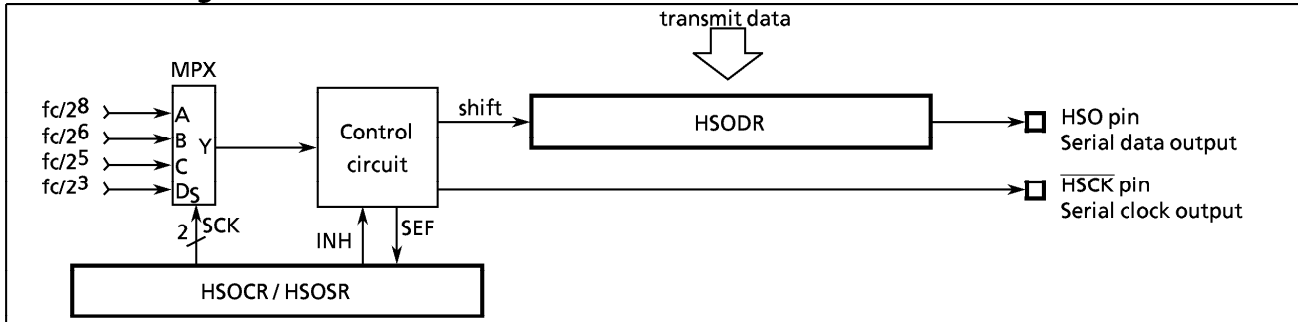 transmit data
MPX
fc/2⁸
fc/2⁶
fc/2⁵
fc/2³
A
B
C
D
S
Y
Control
circuit
shift
HSODR
HSO pin
Serial data output
H̅S̅C̅K̅ pin
Serial clock output
2
SCK
INH
SEF
HSOCR / HSOSR